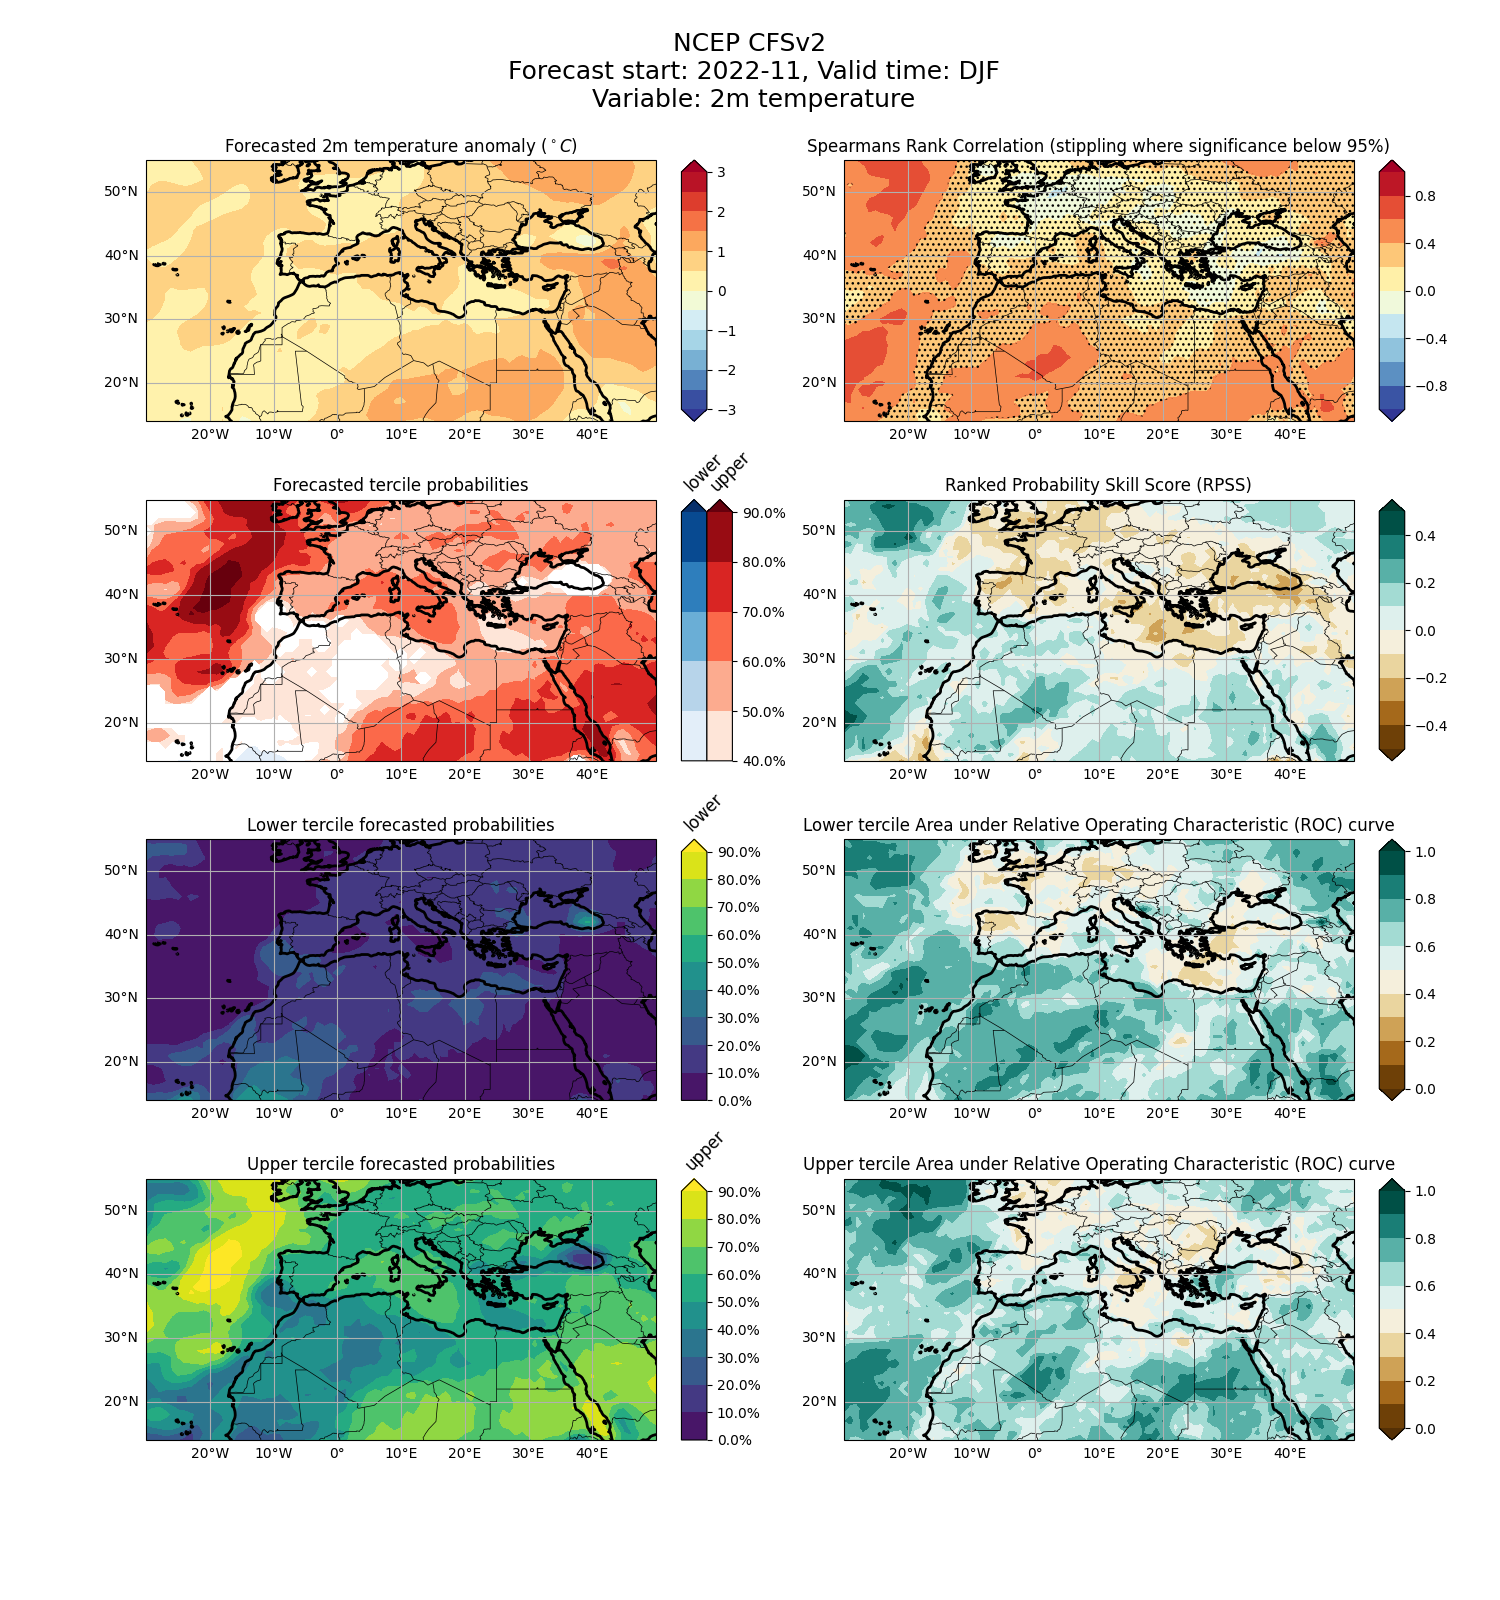 NCEP CFSv2
Forecast start: 2022-11, Valid time: DJF
Variable: 2m temperature
Forecasted 2m temperature anomaly (°C)
50°N
40°N
30°N
20°N
20°W 10°W 0° 10°E 20°E 30°E 40°E
3
2
1
0
−1
−2
−3
Spearmans Rank Correlation (stippling where significance below 95%)
50°N
40°N
30°N
20°N
20°W 10°W 0° 10°E 20°E 30°E 40°E
0.8
0.4
0.0
−0.4
−0.8
Forecasted tercile probabilities
50°N
40°N
30°N
20°N
20°W 10°W 0° 10°E 20°E 30°E 40°E
lower
upper
90.0%
80.0%
70.0%
60.0%
50.0%
40.0%
Ranked Probability Skill Score (RPSS)
50°N
40°N
30°N
20°N
20°W 10°W 0° 10°E 20°E 30°E 40°E
0.4
0.2
0.0
−0.2
−0.4
Lower tercile forecasted probabilities
50°N
40°N
30°N
20°N
20°W 10°W 0° 10°E 20°E 30°E 40°E
lower
90.0%
80.0%
70.0%
60.0%
50.0%
40.0%
30.0%
20.0%
10.0%
0.0%
Lower tercile Area under Relative Operating Characteristic (ROC) curve
50°N
40°N
30°N
20°N
20°W 10°W 0° 10°E 20°E 30°E 40°E
1.0
0.8
0.6
0.4
0.2
0.0
Upper tercile forecasted probabilities
50°N
40°N
30°N
20°N
20°W 10°W 0° 10°E 20°E 30°E 40°E
upper
90.0%
80.0%
70.0%
60.0%
50.0%
40.0%
30.0%
20.0%
10.0%
0.0%
Upper tercile Area under Relative Operating Characteristic (ROC) curve
50°N
40°N
30°N
20°N
20°W 10°W 0° 10°E 20°E 30°E 40°E
1.0
0.8
0.6
0.4
0.2
0.0